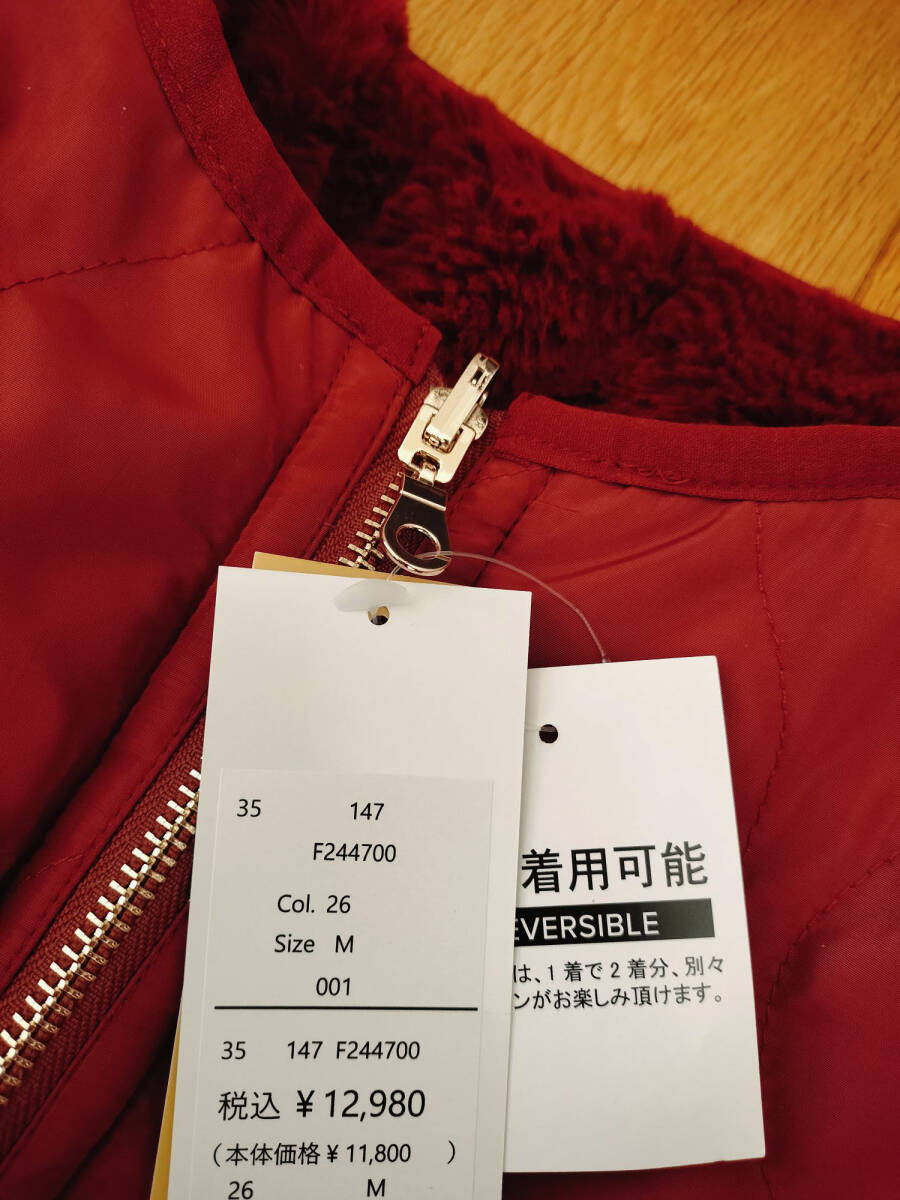 35 147
F244700
Col. 26
Size M
001
35 147 F244700
税込 ¥12,980
(本体価格¥11,800 )
26 M
着用可能
EVERSIBLE
は、1着で2着分、別々
ンがお楽しみ頂けます。